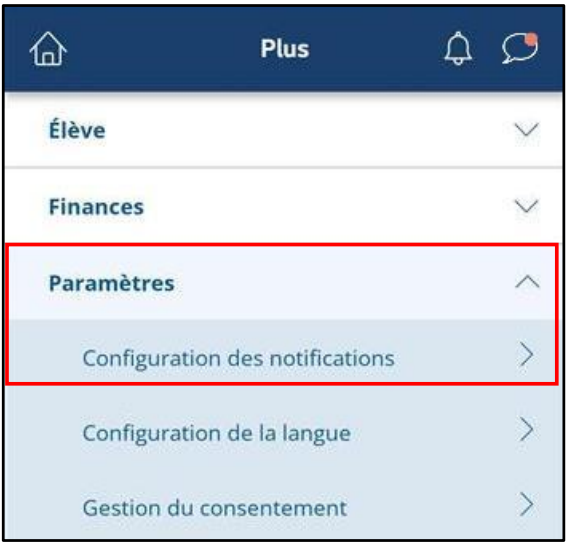 Plus
Élève
Finances
Paramètres
Configuration des notifications
Configuration de la langue
Gestion du consentement